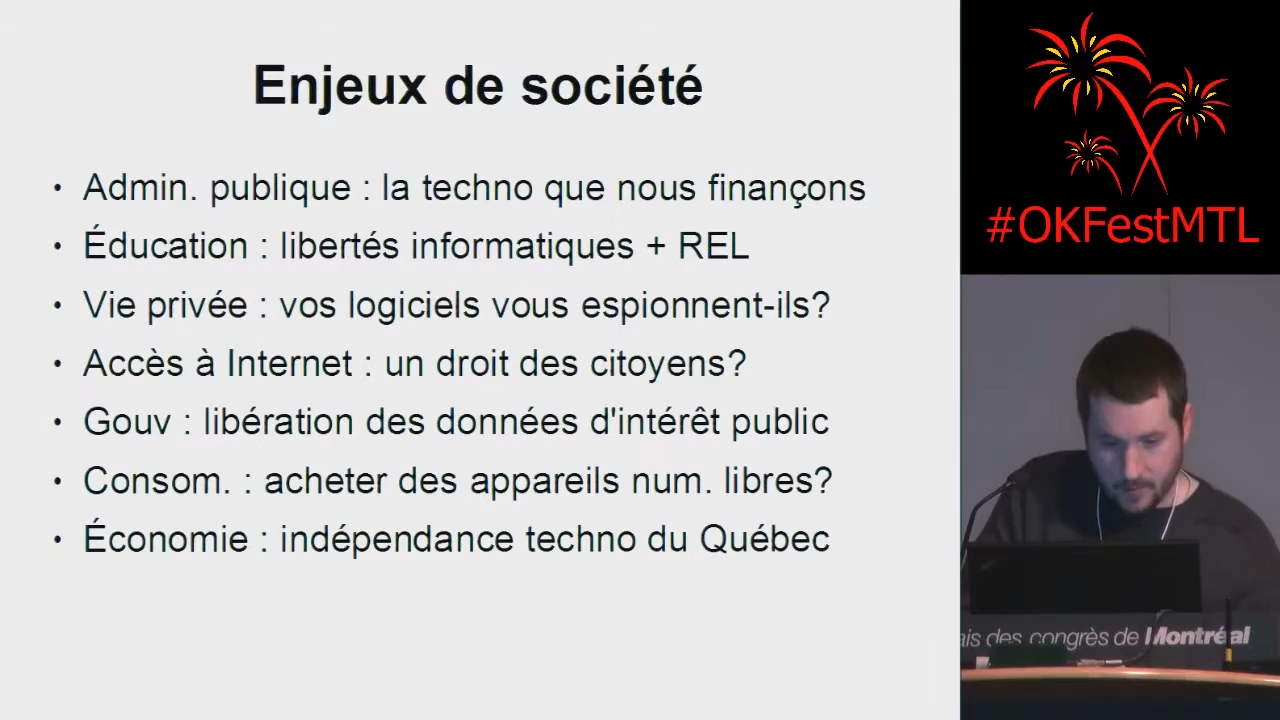 Enjeux de société
• Admin. publique : la techno que nous finançons
• Éducation : libertés informatiques + REL
• Vie privée : vos logiciels vous espionnent-ils?
• Accès à Internet : un droit des citoyens?
• Gouv : libération des données d'intérêt public
• Consom. : acheter des appareils num. libres?
• Économie : indépendance techno du Québec
#OKFestMTL
ais des congrès de Montréal